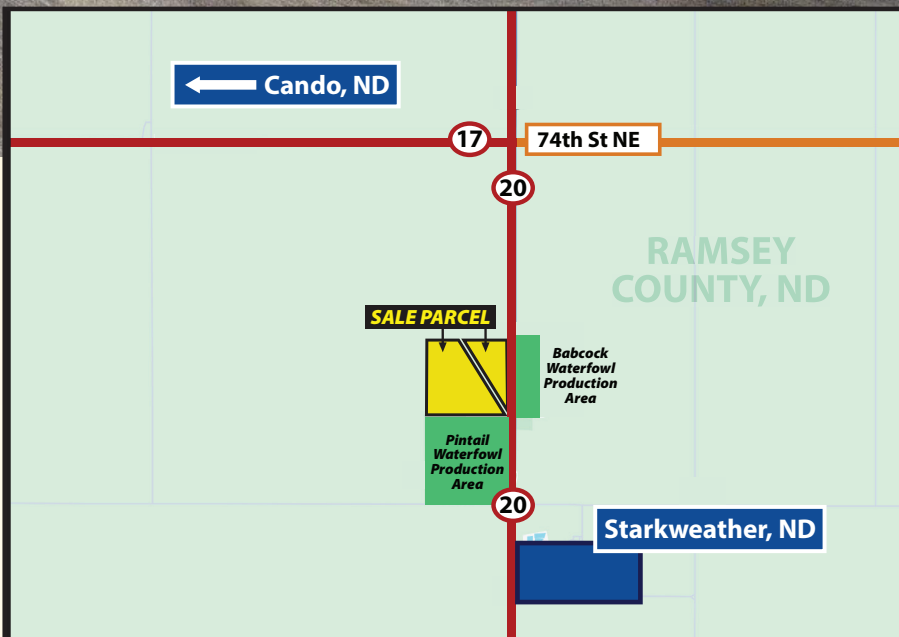 Cando, ND
17
74th St NE
20
RAMSEY
COUNTY, ND
SALE PARCEL
Babcock
Waterfowl
Production
Area
Pintail
Waterfowl
Production
Area
20
Starkweather, ND